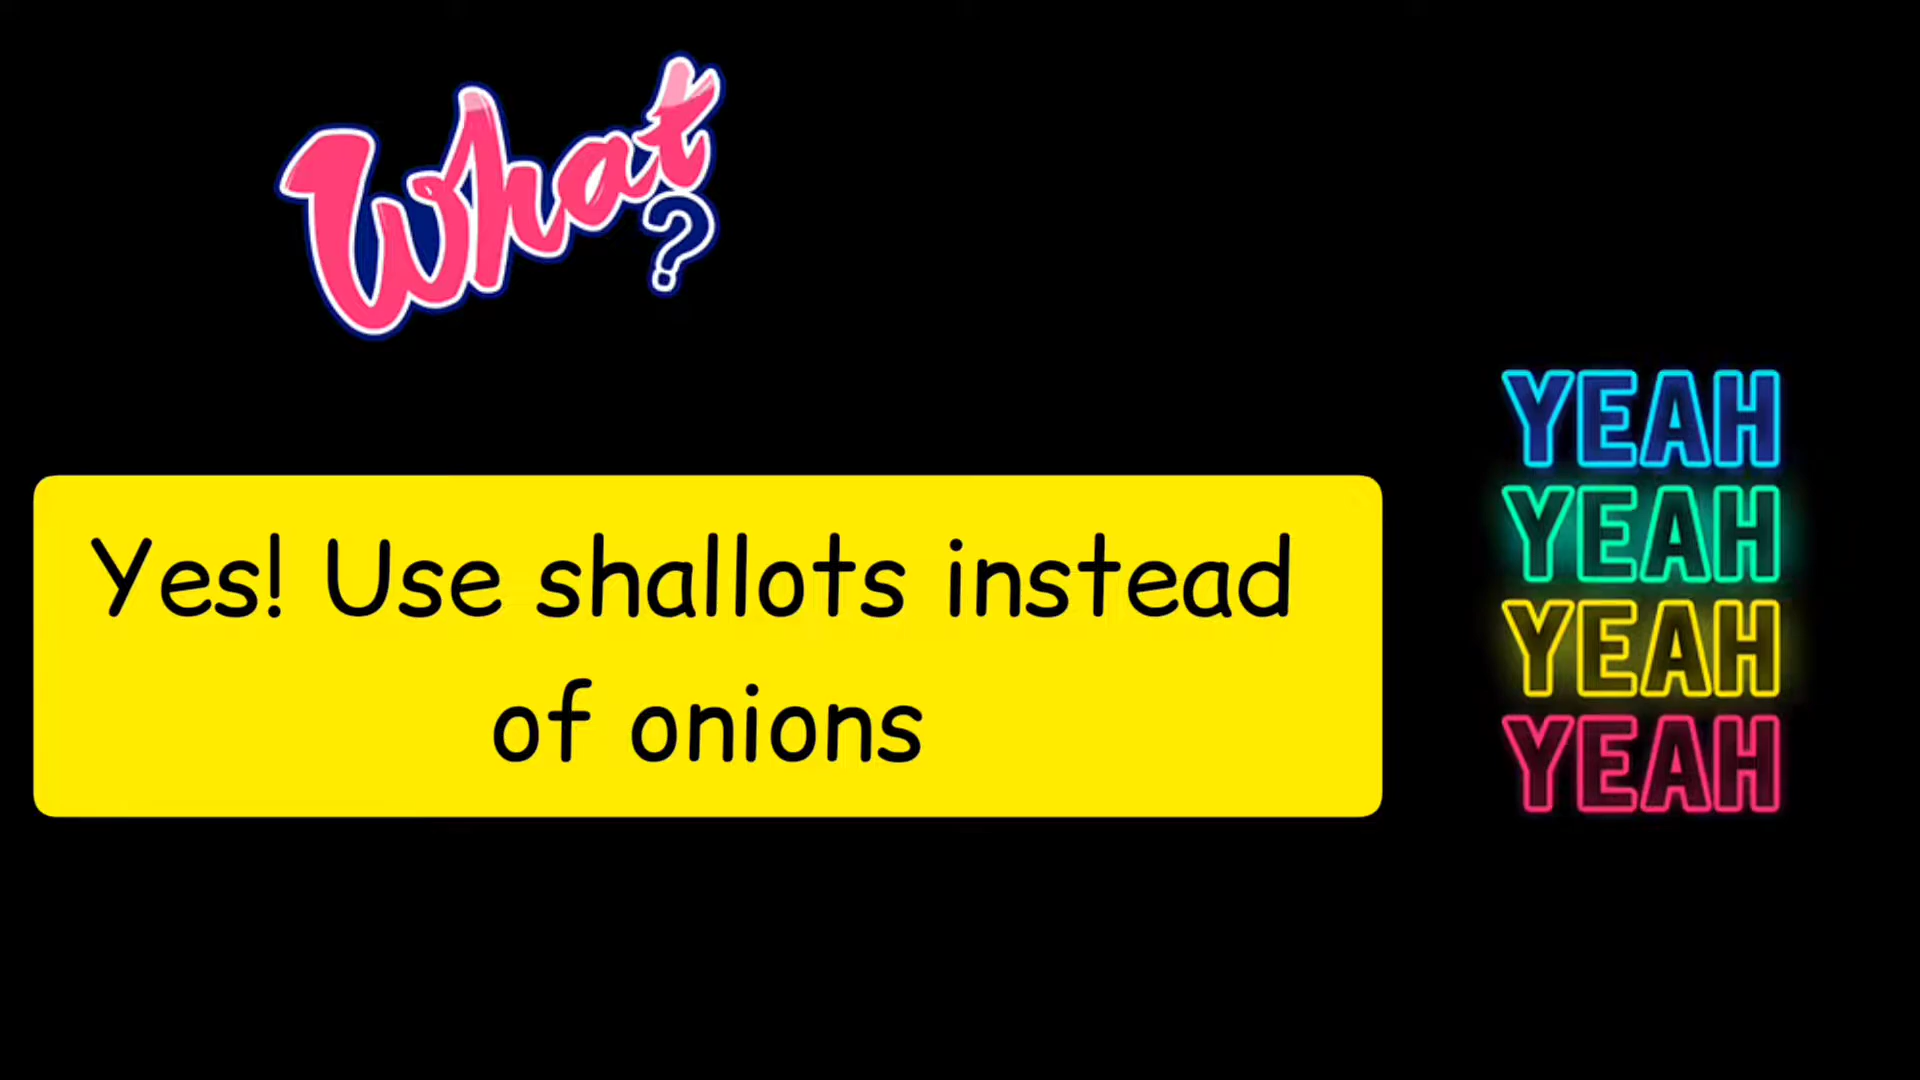 What?
Yes! Use shallots instead
of onions
YEAH
YEAH
YEAH
YEAH